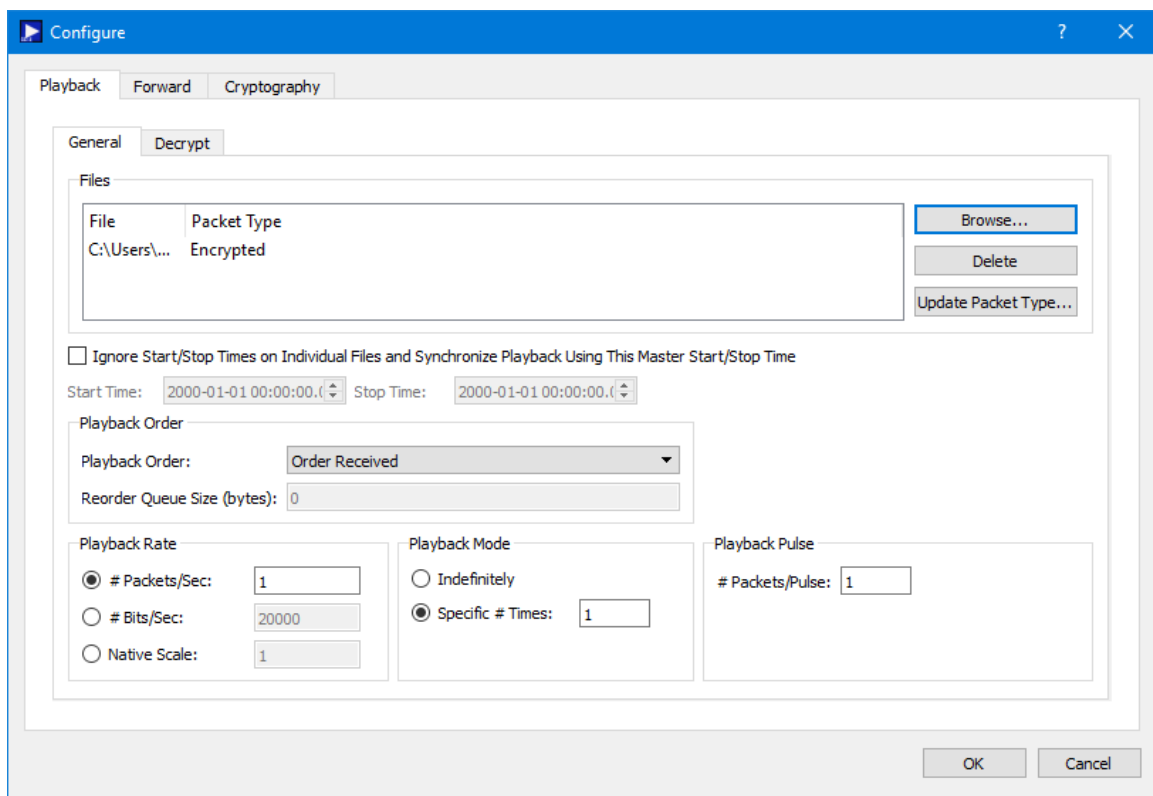 Configure
Playback Forward Cryptography
General Decrypt
Files
File Packet Type
C:\Users\... Encrypted
Browse...
Delete
Update Packet Type...
Ignore Start/Stop Times on Individual Files and Synchronize Playback Using This Master Start/Stop Time
Start Time: 2000-01-01 00:00:00.( Stop Time: 2000-01-01 00:00:00.(
Playback Order
Playback Order: Order Received
Reorder Queue Size (bytes): 0
Playback Rate
# Packets/Sec: 1
# Bits/Sec: 20000
Native Scale: 1
Playback Mode
Indefinitely
Specific # Times: 1
Playback Pulse
# Packets/Pulse: 1
OK Cancel